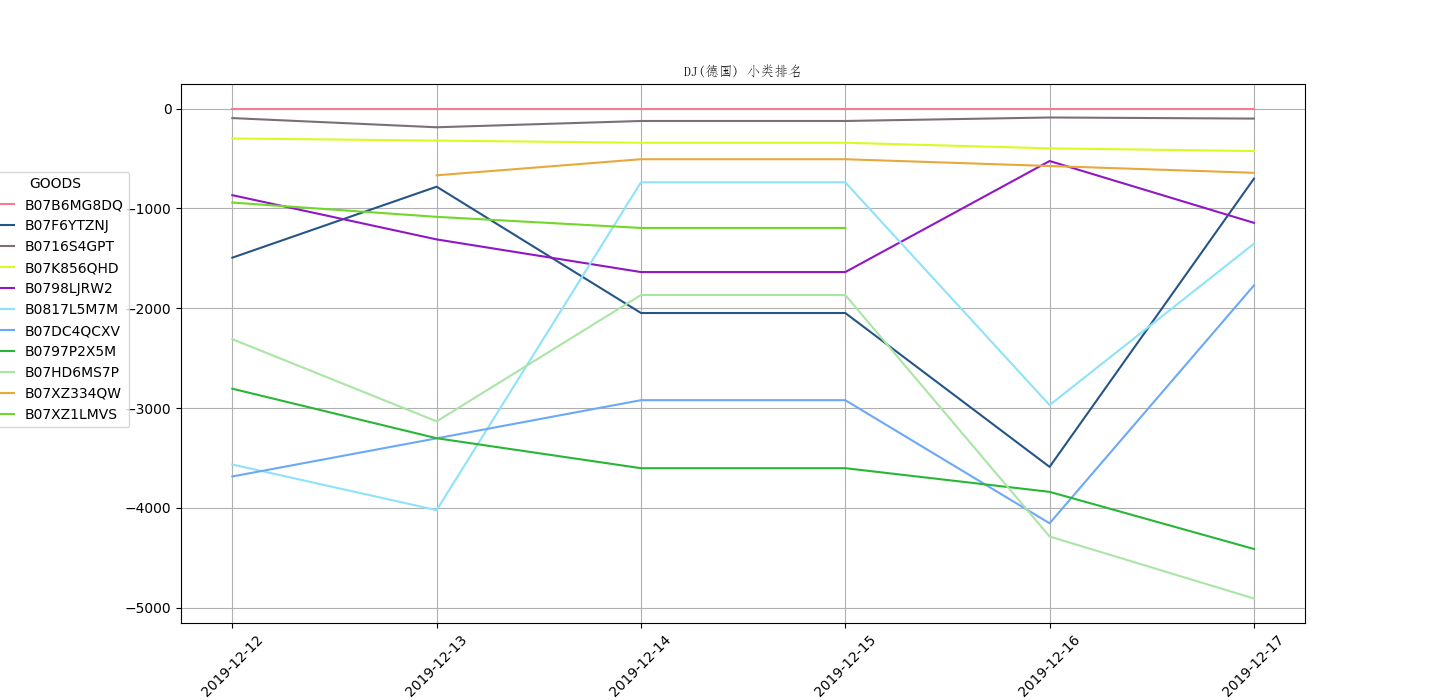 DJ(德国) 小类排名
GOODS
B07B6MG8DQ
B07F6YTZNJ
B0716S4GPT
B07K856QHD
B0798LJRW2
B0817L5M7M
B07DC4QCXV
B0797P2X5M
B07HD6MS7P
B07XZ334QW
B07XZ1LMVS
0
−1000
−2000
−3000
−4000
−5000
2019-12-12
2019-12-13
2019-12-14
2019-12-15
2019-12-16
2019-12-17